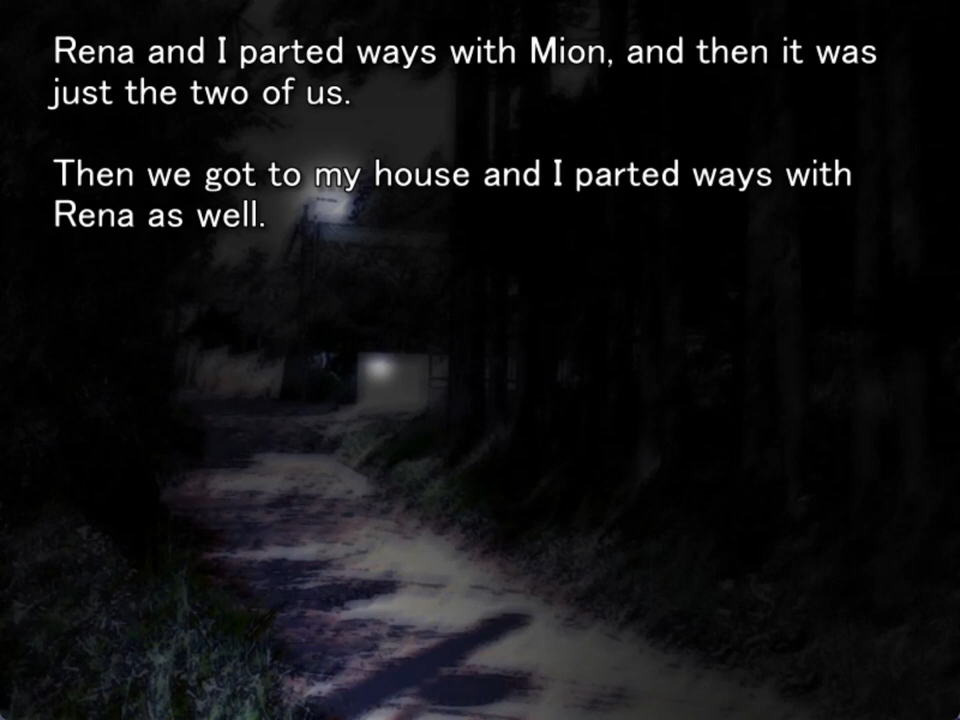 Rena and I parted ways with Mion, and then it was
just the two of us.
Then we got to my house and I parted ways with
Rena as well.